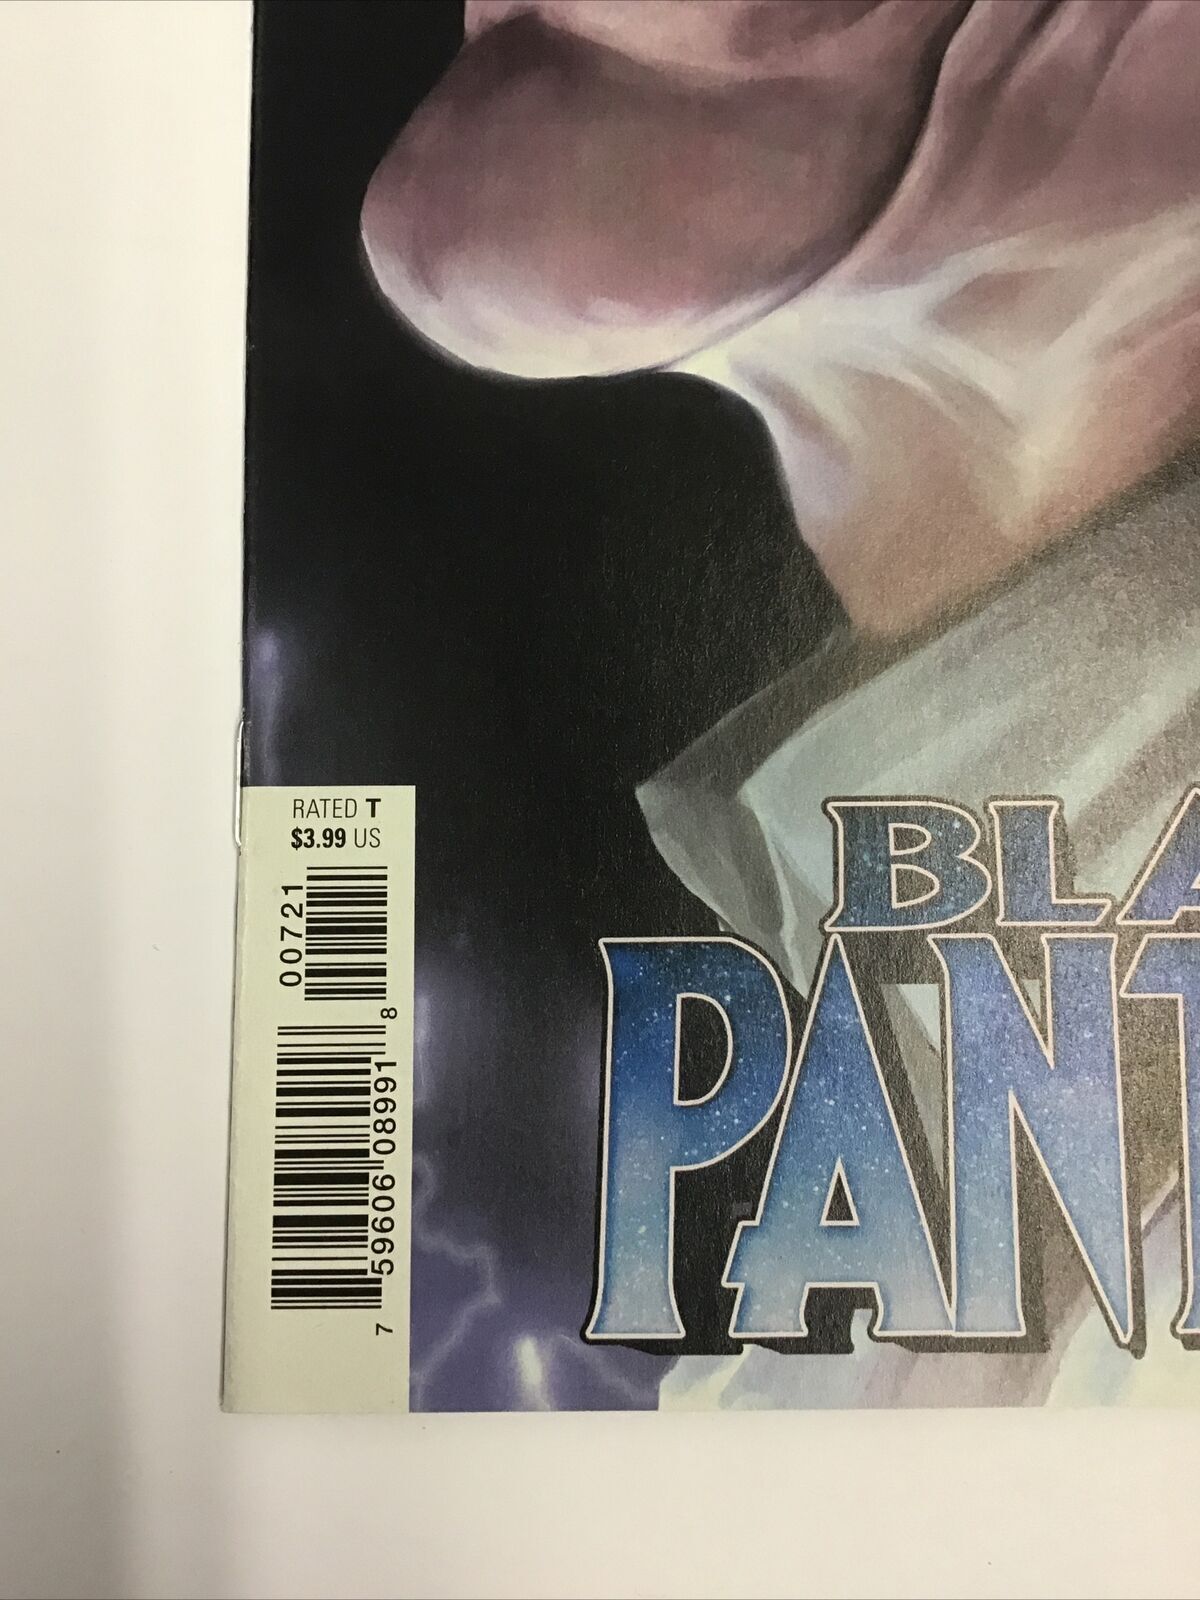 RATED T
$3.99 US
00721
7 59606 08991 8
BLA
PANT